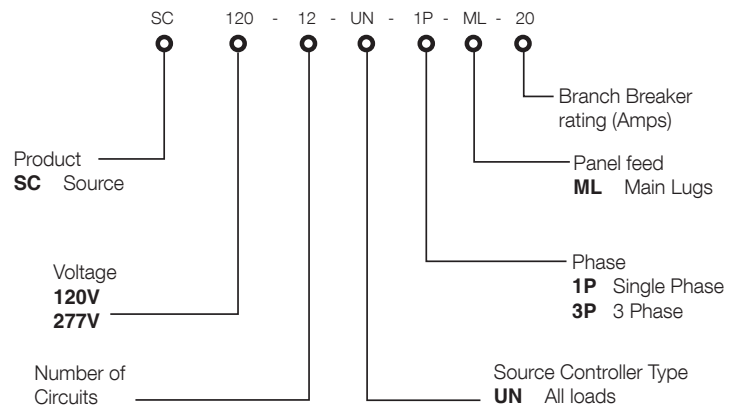 SC 120 - 12 - UN - 1P - ML - 20
Branch Breaker
rating (Amps)
Product
SC Source
Panel feed
ML Main Lugs
Voltage
120V
277V
Phase
1P Single Phase
3P 3 Phase
Number of
Circuits
Source Controller Type
UN All loads